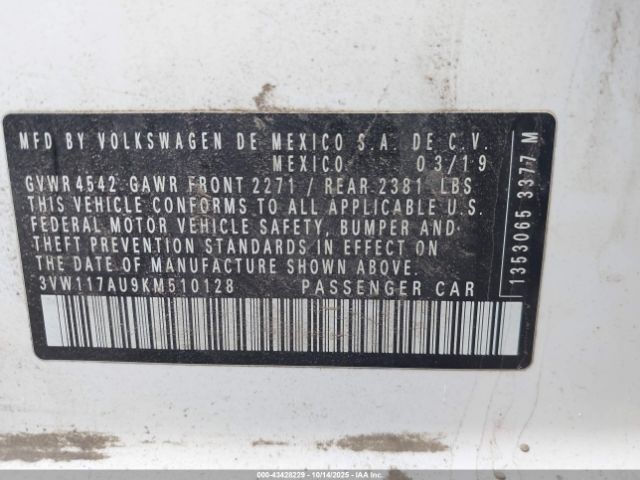 MFD BY VOLKSWAGEN DE MEXICO S.A. DE C.V.
MEXICO 03/19
GVWR 4542 GAWR FRONT 2271 / REAR 2381 LBS
THIS VEHICLE CONFORMS TO ALL APPLICABLE U.S.
FEDERAL MOTOR VEHICLE SAFETY, BUMPER AND
THEFT PREVENTION STANDARDS IN EFFECT ON
THE DATE OF MANUFACTURE SHOWN ABOVE.
3VW117AU9KM510128 PASSENGER CAR
1353065 3377 M
000-43428229 - 10/14/2025 - IAAI.COM